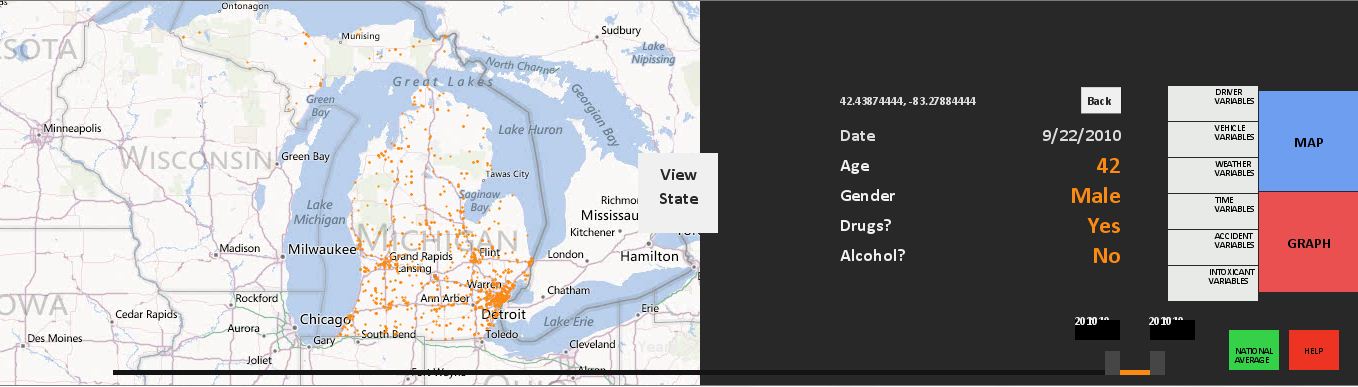 Ontonagon
Munising
Sudbury
Lake
Nipissing
SOTA
North Channel
Great Lakes
Green
Bay
Georgian Bay
Minneapolis
Lake Huron
WISCONSIN
Green Bay
Tawas City
View
State
Saginaw
Bay
Lake
Michigan
Richmo
Mississau
MICHIGAN
Kitchener
Madison
Milwaukee
Grand Rapids
Flint
London
Hamilton
Lansing
Warren
IOWA
Rockford
Ann Arbor
Chatham
Cedar Rapids
Chicago
Detroit
Lake Erie
Erie
Aurora
Gary
South Bend
Toledo
Des Moines
Joliet
Cleveland
Year
Fort Wayne
Akron
42.43874444, -83.27884444
Back
Date 9/22/2010
Age 42
Gender Male
Drugs? Yes
Alcohol? No
DRIVER
VARIABLES
VEHICLE
VARIABLES
WEATHER
VARIABLES
TIME
VARIABLES
ACCIDENT
VARIABLES
INTOXICANT
VARIABLES
MAP
GRAPH
NATIONAL
AVERAGE
HELP